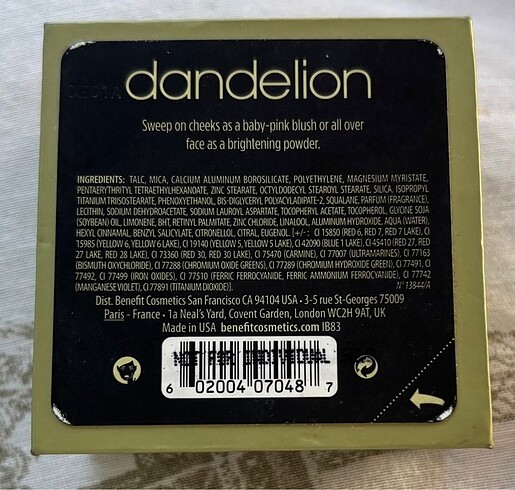 dandelion
Sweep on cheeks as a baby-pink blush or all over
face as a brightening powder.
INGREDIENTS: TALC, MICA, CALCIUM ALUMINUM BOROSILICATE, POLYETHYLENE, MAGNESIUM MYRISTATE,
PENTAERYTHRITYL TETRAETHYLHEXANOATE, ZINC STEARATE, OCTYLDODECYL STEAROYL STEARATE, SILICA, ISOPROPYL
TITANIUM TRIISOSTEARATE, PHENOXYETHANOL, BIS-DIGLYCERYL POLYACYLADIPATE-2, SQUALANE, PARFUM (FRAGRANCE),
LECITHIN, SODIUM DEHYDROACETATE, SODIUM LAUROYL ASPARTATE, TOCOPHERYL ACETATE, TOCOPHEROL, GLYCINE SOJA
(SOYBEAN) OIL, LIMONENE, BHT, RETINYL PALMITATE, ZINC CHLORIDE, LINALOOL, ALUMINUM HYDROXIDE, AQUA (WATER),
HEXYL CINNAMAL, BENZYL SALICYLATE, CITRONELLOL, CITRAL, EUGENOL. [+/-: CI 15850 (RED 6, RED 7, RED 7 LAKE), CI
15985 (YELLOW 6, YELLOW 6 LAKE), CI 19140 (YELLOW 5, YELLOW 5 LAKE), CI 42090 (BLUE 1 LAKE), CI 45410 (RED 27, RED
27 LAKE, RED 28 LAKE), CI 73360 (RED 30, RED 30 LAKE), CI 75470 (CARMINE), CI 77007 (ULTRAMARINES), CI 77163
(BISMUTH OXYCHLORIDE), CI 77288 (CHROMIUM OXIDE GREENS), CI 77289 (CHROMIUM HYDROXIDE GREEN), CI 77491, CI
77492, CI 77499 (IRON OXIDES), CI 77510 (FERRIC FERROCYANIDE, FERRIC AMMONIUM FERROCYANIDE), CI 77742
(MANGANESE VIOLET), CI 77891 (TITANIUM DIOXIDE)]. N° 13844/A
Dist. Benefit Cosmetics San Francisco CA 94104 USA • 3-5 rue St-Georges 75009
Paris - France • 1a Neal's Yard, Covent Garden, London WC2H 9AT, UK
Made in USA benefitcosmetics.com IB83
6 02004 07048 7